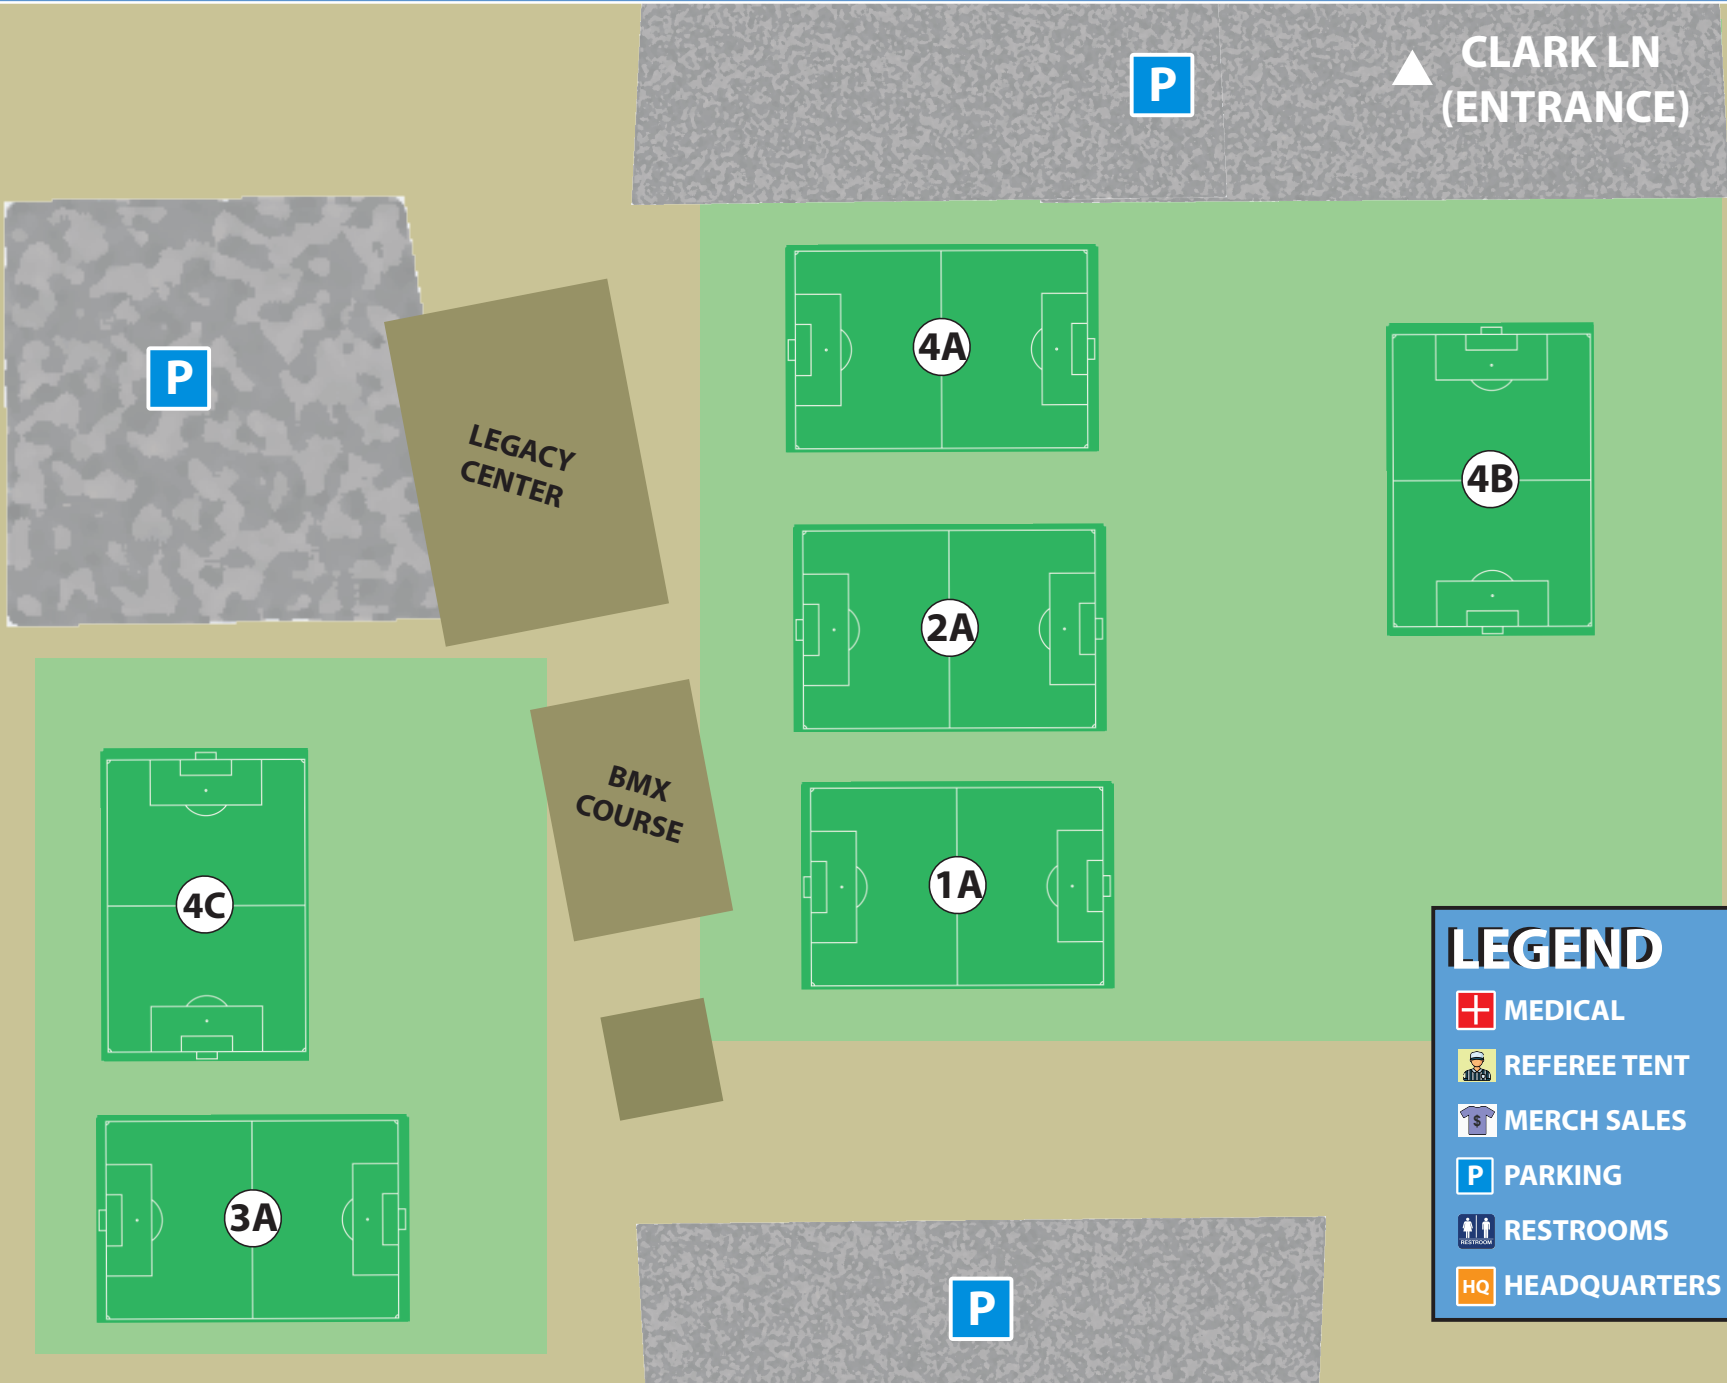 P
CLARK LN
(ENTRANCE)
4A
P
4B
LEGACY
CENTER
2A
BMX
COURSE
4C
1A
3A
P
LEGEND
MEDICAL
REFEREE TENT
$ MERCH SALES
P PARKING
RESTROOM RESTROOMS
HQ HEADQUARTERS